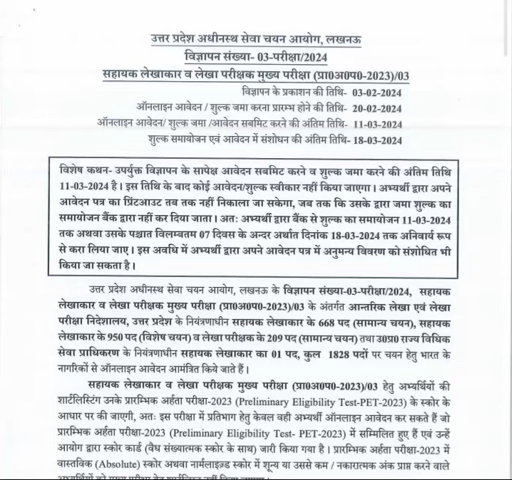 उत्तर प्रदेश अधीनस्थ सेवा चयन आयोग, लखनऊ
विज्ञापन संख्या- 03-परीक्षा/2024
सहायक लेखाकार व लेखा परीक्षक मुख्य परीक्षा (प्रा0अ0प0-2023)/03
विज्ञापन के प्रकाशन की तिथि- 03-02-2024
ऑनलाइन आवेदन / शुल्क जमा करना प्रारम्भ होने की तिथि- 20-02-2024
ऑनलाइन आवेदन/ शुल्क जमा /आवेदन सबमिट करने की अंतिम तिथि- 11-03-2024
शुल्क समायोजन एवं आवेदन में संशोधन की अंतिम तिथि- 18-03-2024
विशेष कथन- उपर्युक्त विज्ञापन के सापेक्ष आवेदन सबमिट करने व शुल्क जमा करने की अंतिम तिथि
11-03-2024 है। इस तिथि के बाद कोई आवेदन/शुल्क स्वीकार नहीं किया जाएगा। अभ्यर्थी द्वारा अपने
आवेदन पत्र का प्रिंटआउट तब तक नहीं निकाला जा सकेगा, जब तक कि उसके द्वारा जमा शुल्क का
समायोजन बैंक द्वारा नहीं कर दिया जाता। अतः अभ्यर्थी द्वारा बैंक से शुल्क का समायोजन 11-03-2024
तक अथवा उसके पश्चात विलम्बतम 07 दिवस के अन्दर अर्थात दिनांक 18-03-2024 तक अनिवार्य रूप
से करा लिया जाए। इस अवधि में अभ्यर्थी द्वारा अपने आवेदन पत्र में अनुमन्य विवरण को संशोधित भी
किया जा सकता है।
उत्तर प्रदेश अधीनस्थ सेवा चयन आयोग, लखनऊ के विज्ञापन संख्या-03-परीक्षा/2024, सहायक
लेखाकार व लेखा परीक्षक मुख्य परीक्षा (प्रा0अ0प0-2023)/03 के अंतर्गत आन्तरिक लेखा एवं लेखा
परीक्षा निदेशालय, उत्तर प्रदेश के नियंत्रणाधीन सहायक लेखाकार के 668 पद (सामान्य चयन), सहायक
लेखाकार के 950 पद (विशेष चयन) व लेखा परीक्षक के 209 पद (सामान्य चयन) तथा उ0प्र0 राज्य विधिक
सेवा प्राधिकरण के नियंत्रणाधीन सहायक लेखाकार का 01 पद, कुल 1828 पदों पर चयन हेतु भारत के
नागरिकों से ऑनलाइन आवेदन आमंत्रित किये जाते हैं।
सहायक लेखाकार व लेखा परीक्षक मुख्य परीक्षा (प्रा0अ0प0-2023)/03 हेतु अभ्यर्थियों की
शार्टलिस्टिंग उनके प्रारम्भिक अर्हता परीक्षा-2023 (Preliminary Eligibility Test-PET-2023) के स्कोर के
आधार पर की जाएगी, अतः इस परीक्षा में प्रतिभाग हेतु केवल वही अभ्यर्थी ऑनलाइन आवेदन कर सकते हैं जो
प्रारम्भिक अर्हता परीक्षा-2023 (Preliminary Eligibility Test- PET-2023) में सम्मिलित हुए हैं एवं उन्हें
आयोग द्वारा स्कोर कार्ड (वैध संख्यात्मक स्कोर के साथ) जारी किया गया है। प्रारम्भिक अर्हता परीक्षा-2023 में
वास्तविक (Absolute) स्कोर अथवा नार्मलाइज्ड स्कोर में शून्य या उससे कम / नकारात्मक अंक प्राप्त करने वाले